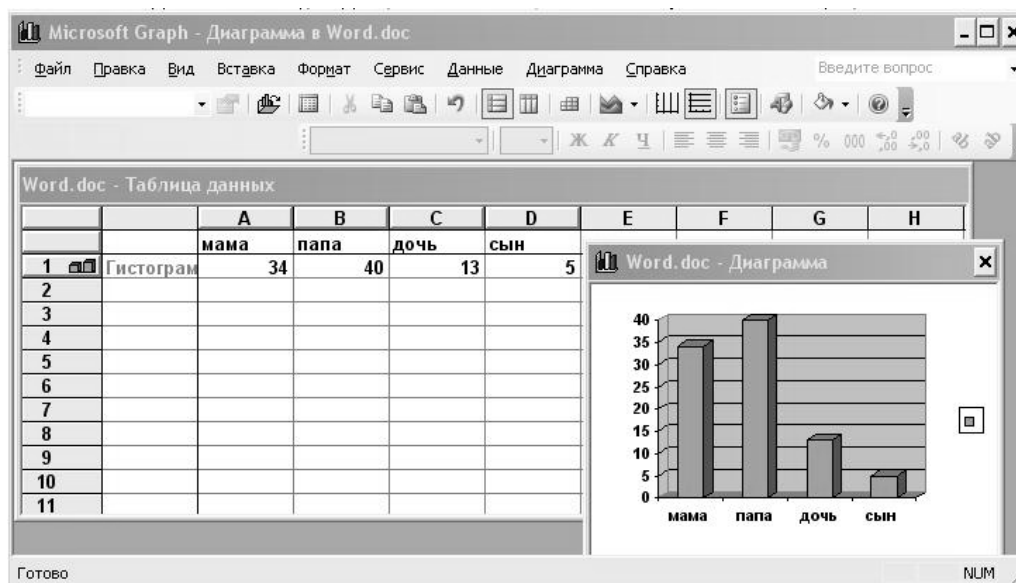 Microsoft Graph - Диаграмма в Word.doc
Файл Правка Вид Вставка Формат Сервис Данные Диаграмма Справка Введите вопрос
Ж К Ч % 000
Word.doc - Таблица данных
A B C D E F G H
мама папа дочь сын
1 Гистограм 34 40 13 5
2
3
4
5
6
7
8
9
10
11
Word.doc - Диаграмма
40
35
30
25
20
15
10
5
0
мама папа дочь сын
Готово NUM